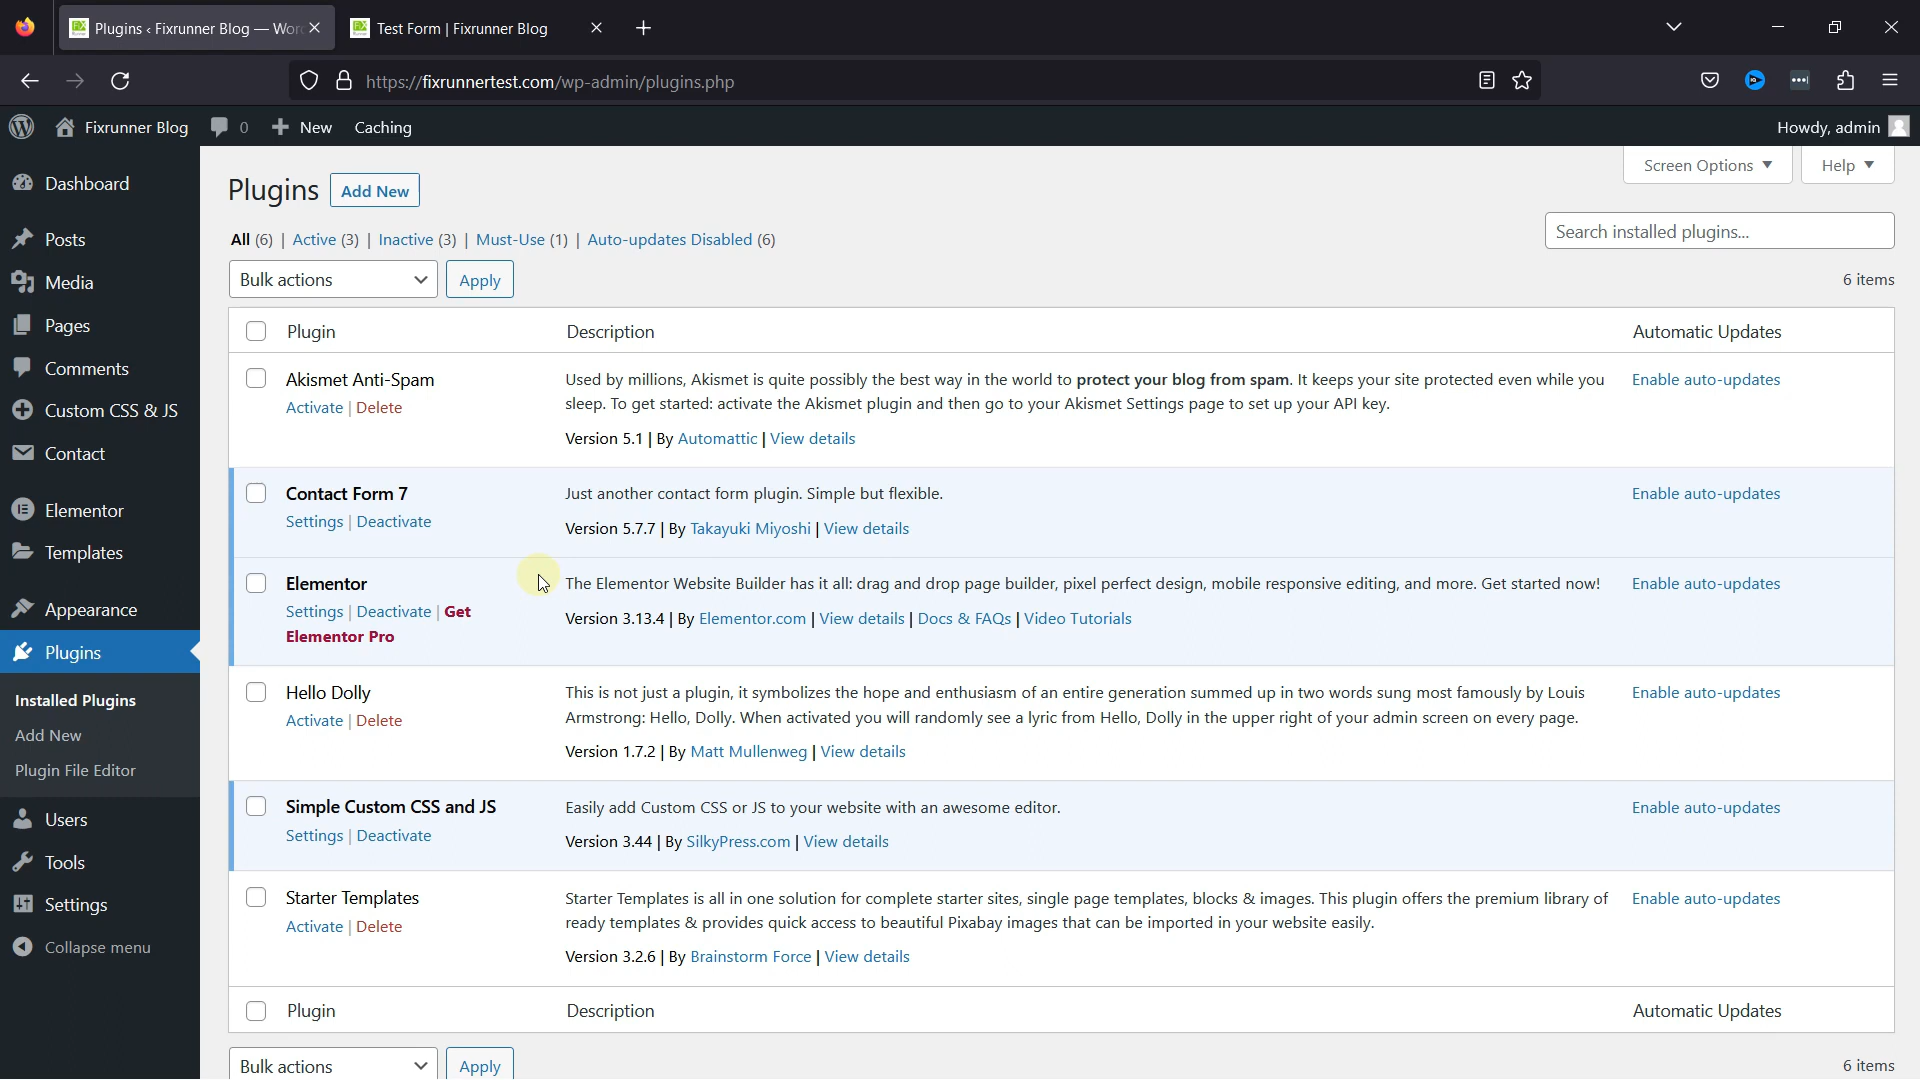 Plugins ‹ Fixrunner Blog — Wor
Test Form | Fixrunner Blog
https://fixrunnertest.com/wp-admin/plugins.php
Fixrunner Blog
0
New
Caching
Howdy, admin
Dashboard
Posts
Media
Pages
Comments
Custom CSS & JS
Contact
Elementor
Templates
Appearance
Plugins
Installed Plugins
Add New
Plugin File Editor
Users
Tools
Settings
Collapse menu
Screen Options
Help
Plugins
Add New
All (6) | Active (3) | Inactive (3) | Must-Use (1) | Auto-updates Disabled (6)
Search installed plugins...
Bulk actions
Apply
6 items
Plugin
Description
Automatic Updates
Akismet Anti-Spam
Activate | Delete
Used by millions, Akismet is quite possibly the best way in the world to protect your blog from spam. It keeps your site protected even while you
sleep. To get started: activate the Akismet plugin and then go to your Akismet Settings page to set up your API key.
Version 5.1 | By Automattic | View details
Enable auto-updates
Contact Form 7
Settings | Deactivate
Just another contact form plugin. Simple but flexible.
Version 5.7.7 | By Takayuki Miyoshi | View details
Enable auto-updates
Elementor
Settings | Deactivate | Get
Elementor Pro
The Elementor Website Builder has it all: drag and drop page builder, pixel perfect design, mobile responsive editing, and more. Get started now!
Version 3.13.4 | By Elementor.com | View details | Docs & FAQs | Video Tutorials
Enable auto-updates
Hello Dolly
Activate | Delete
This is not just a plugin, it symbolizes the hope and enthusiasm of an entire generation summed up in two words sung most famously by Louis
Armstrong: Hello, Dolly. When activated you will randomly see a lyric from Hello, Dolly in the upper right of your admin screen on every page.
Version 1.7.2 | By Matt Mullenweg | View details
Enable auto-updates
Simple Custom CSS and JS
Settings | Deactivate
Easily add Custom CSS or JS to your website with an awesome editor.
Version 3.44 | By SilkyPress.com | View details
Enable auto-updates
Starter Templates
Activate | Delete
Starter Templates is all in one solution for complete starter sites, single page templates, blocks & images. This plugin offers the premium library of
ready templates & provides quick access to beautiful Pixabay images that can be imported in your website easily.
Version 3.2.6 | By Brainstorm Force | View details
Enable auto-updates
Plugin
Description
Automatic Updates
Bulk actions
Apply
6 items